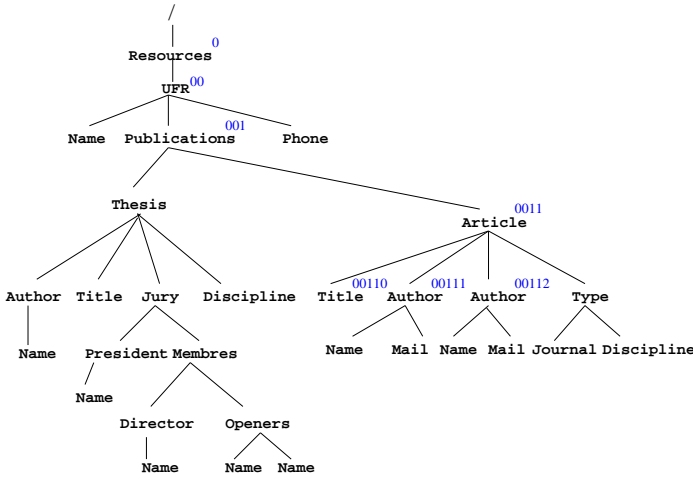 /
Resources 0
UFR 00
Name Publications 001 Phone
Thesis
Article 0011
Author Title Jury Discipline Title 00110 Author 00111 Author 00112 Type
Name President Membres Name Mail Name Mail Journal Discipline
Name
Director Openers
Name Name Name